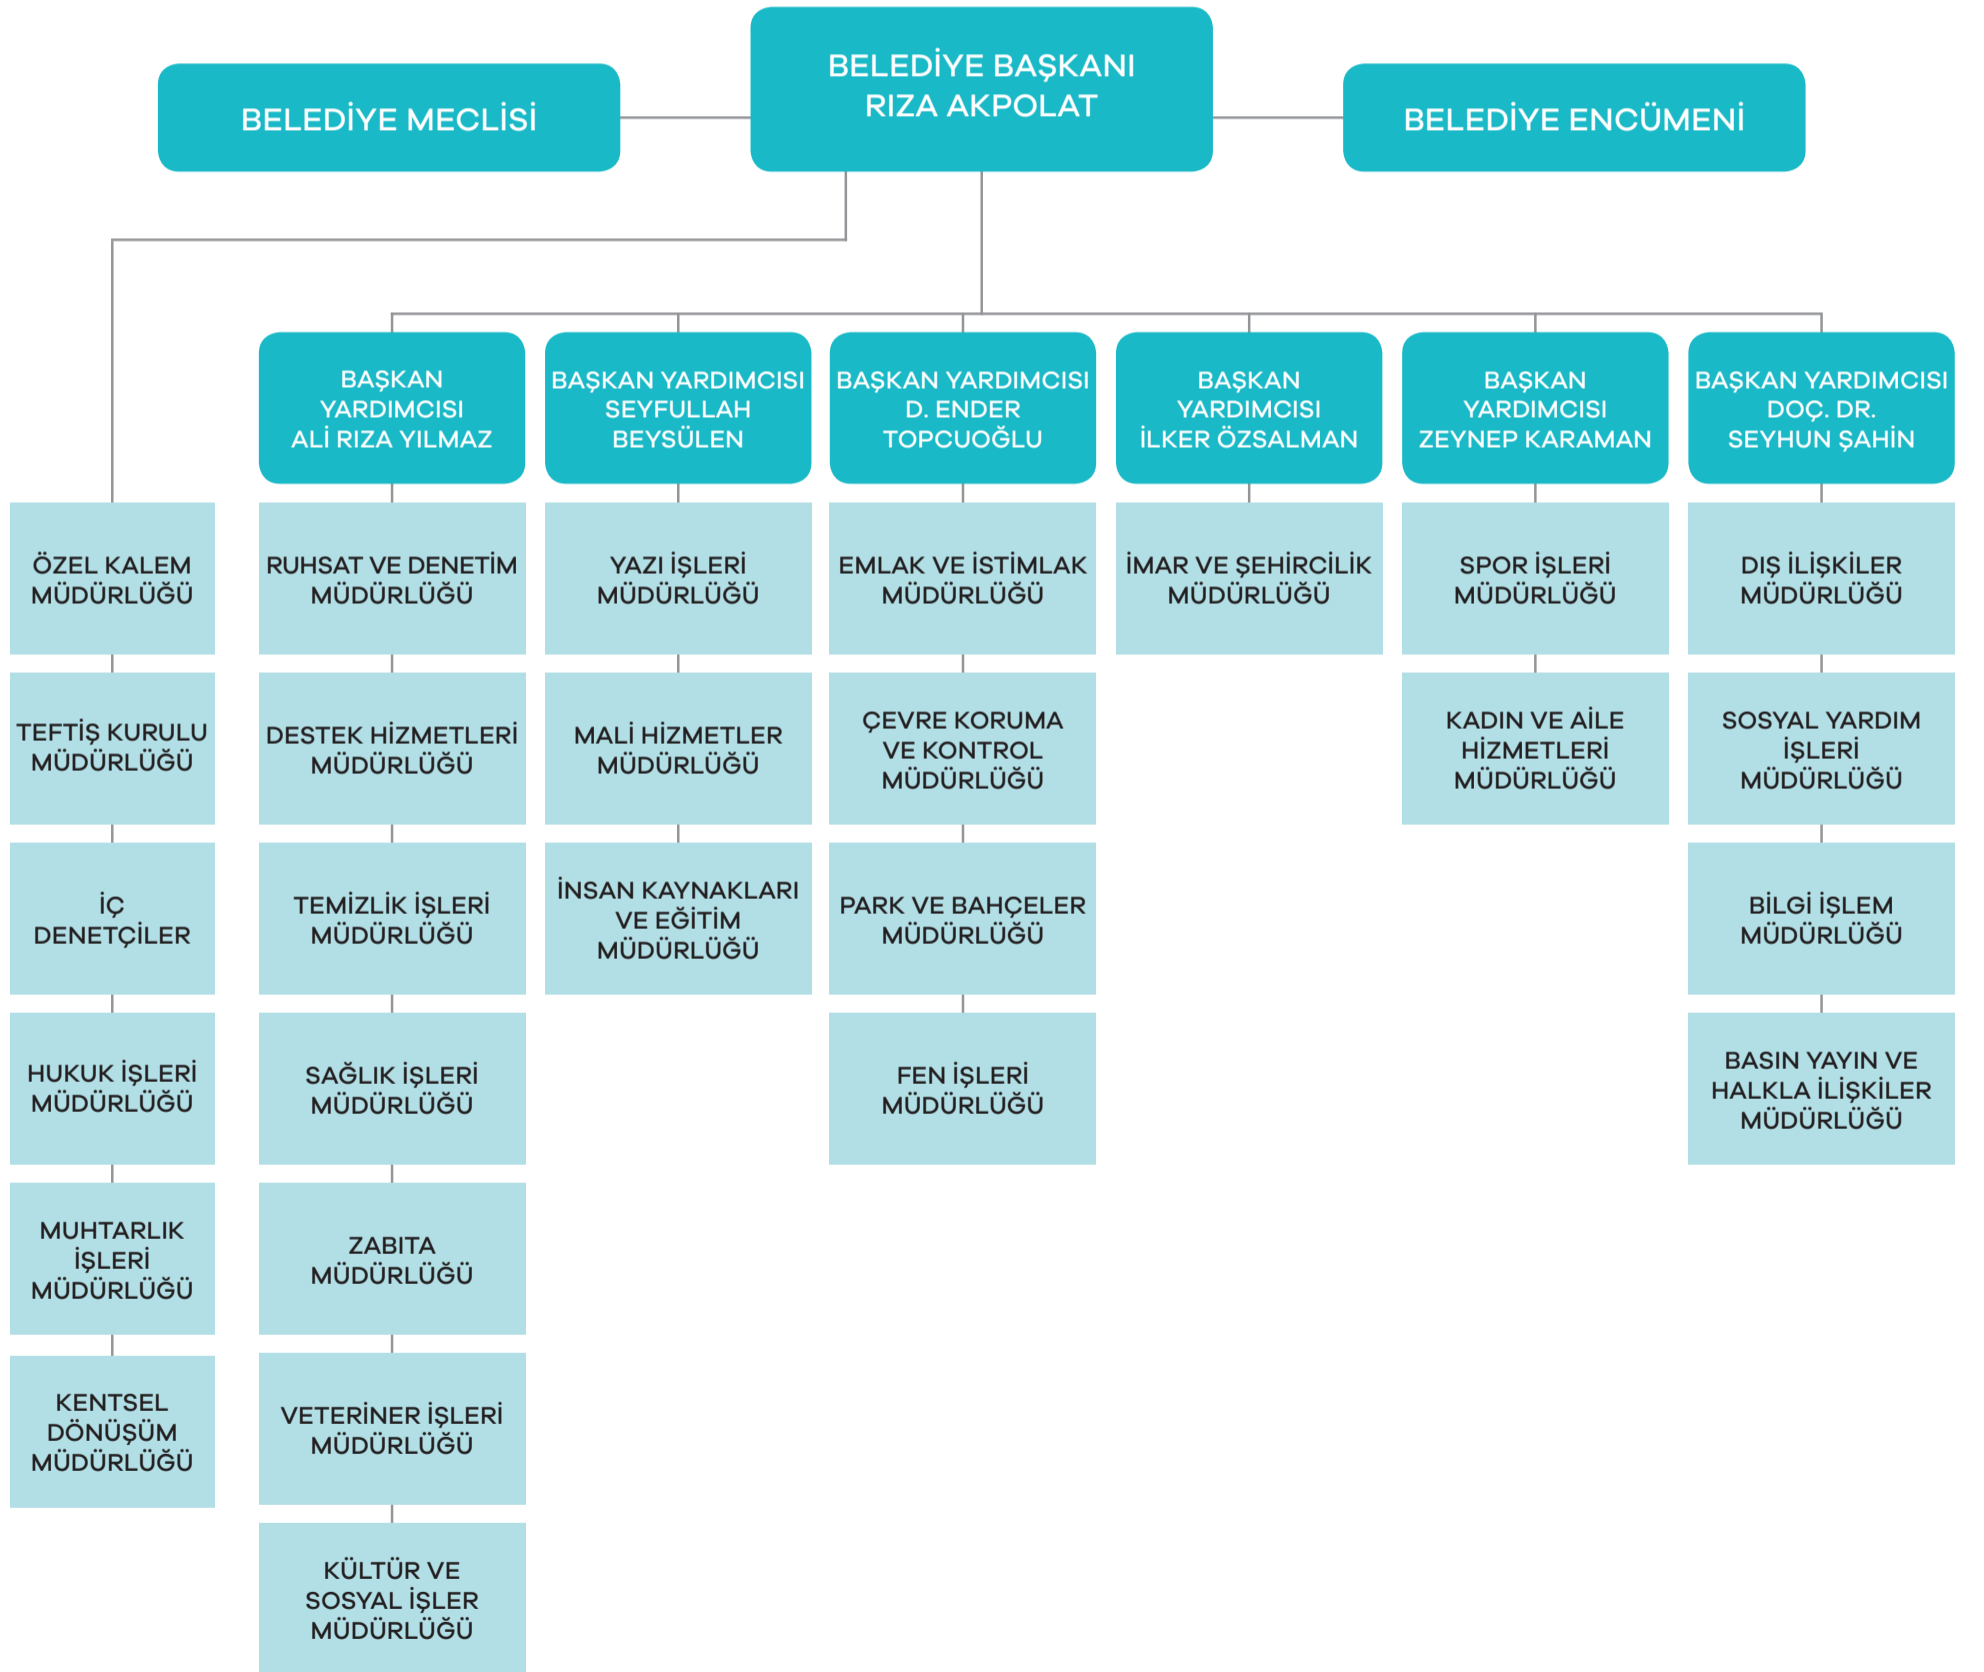 BELEDİYE BAŞKANI
RIZA AKPOLAT
BELEDİYE MECLİSİ
BELEDİYE ENCÜMENİ
BAŞKAN
YARDIMCISI
ALİ RIZA YILMAZ
BAŞKAN YARDIMCISI
SEYFULLAH
BEYSÜLEN
BAŞKAN YARDIMCISI
D. ENDER
TOPCUOĞLU
BAŞKAN
YARDIMCISI
İLKER ÖZSALMAN
BAŞKAN
YARDIMCISI
ZEYNEP KARAMAN
BAŞKAN YARDIMCISI
DOÇ. DR.
SEYHUN ŞAHİN
ÖZEL KALEM
MÜDÜRLÜĞÜ
TEFTİŞ KURULU
MÜDÜRLÜĞÜ
İÇ
DENETÇİLER
HUKUK İŞLERİ
MÜDÜRLÜĞÜ
MUHTARLIK
İŞLERİ
MÜDÜRLÜĞÜ
KENTSEL
DÖNÜŞÜM
MÜDÜRLÜĞÜ
RUHSAT VE DENETİM
MÜDÜRLÜĞÜ
DESTEK HİZMETLERİ
MÜDÜRLÜĞÜ
TEMİZLİK İŞLERİ
MÜDÜRLÜĞÜ
SAĞLIK İŞLERİ
MÜDÜRLÜĞÜ
ZABITA
MÜDÜRLÜĞÜ
VETERİNER İŞLERİ
MÜDÜRLÜĞÜ
KÜLTÜR VE
SOSYAL İŞLER
MÜDÜRLÜĞÜ
YAZI İŞLERİ
MÜDÜRLÜĞÜ
MALİ HİZMETLER
MÜDÜRLÜĞÜ
İNSAN KAYNAKLARI
VE EĞİTİM
MÜDÜRLÜĞÜ
EMLAK VE İSTİMLAK
MÜDÜRLÜĞÜ
ÇEVRE KORUMA
VE KONTROL
MÜDÜRLÜĞÜ
PARK VE BAHÇELER
MÜDÜRLÜĞÜ
FEN İŞLERİ
MÜDÜRLÜĞÜ
İMAR VE ŞEHİRCİLİK
MÜDÜRLÜĞÜ
SPOR İŞLERİ
MÜDÜRLÜĞÜ
KADIN VE AİLE
HİZMETLERİ
MÜDÜRLÜĞÜ
DIŞ İLİŞKİLER
MÜDÜRLÜĞÜ
SOSYAL YARDIM
İŞLERİ
MÜDÜRLÜĞÜ
BİLGİ İŞLEM
MÜDÜRLÜĞÜ
BASIN YAYIN VE
HALKLA İLİŞKİLER
MÜDÜRLÜĞÜ